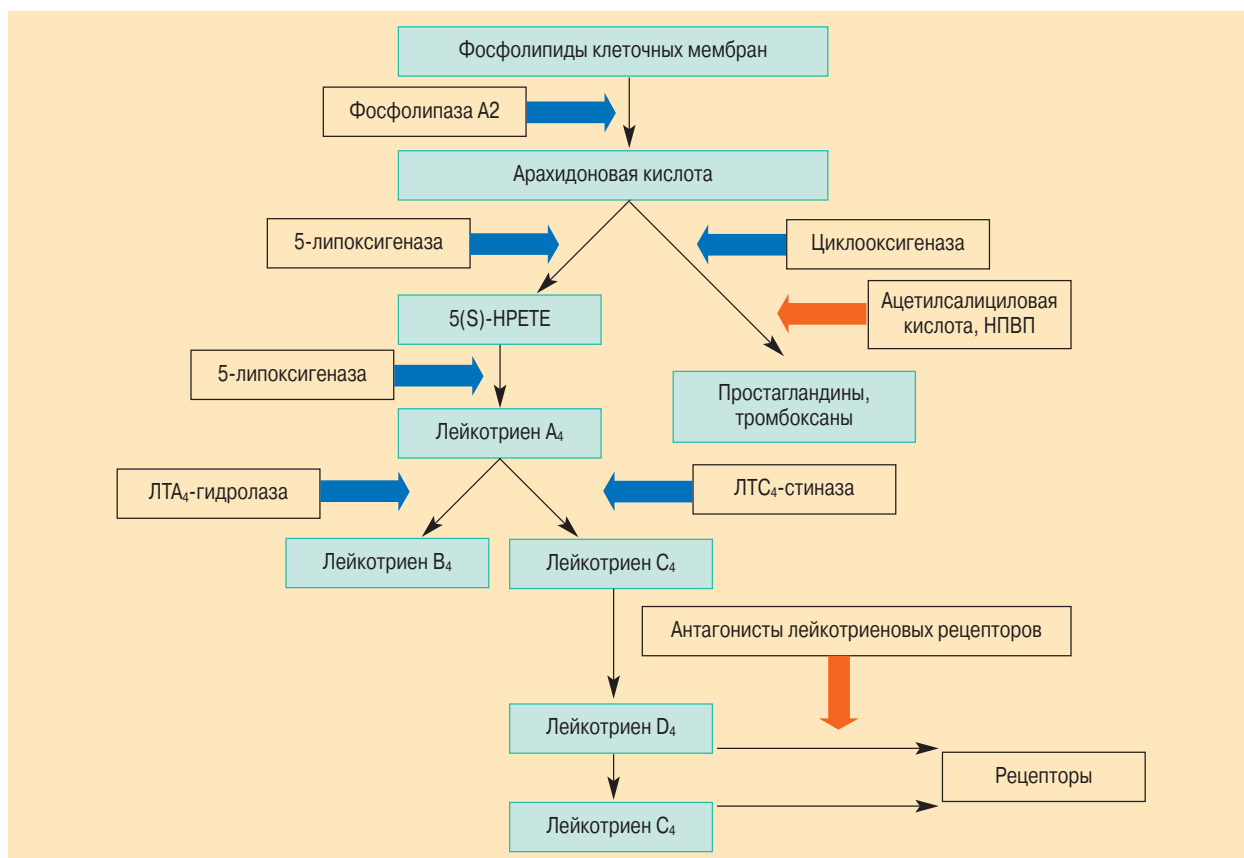 Фосфолипиды клеточных мембран
Фосфолипаза А2
Арахидоновая кислота
5-липоксигеназа
Циклооксигеназа
5(S)-HPETE
Ацетилсалициловая
кислота, НПВП
5-липоксигеназа
Простагландины,
тромбоксаны
Лейкотриен A₄
ЛТА₄-гидролаза
ЛТС₄-стиназа
Лейкотриен B₄
Лейкотриен C₄
Антагонисты лейкотриеновых рецепторов
Лейкотриен D₄
Рецепторы
Лейкотриен C₄